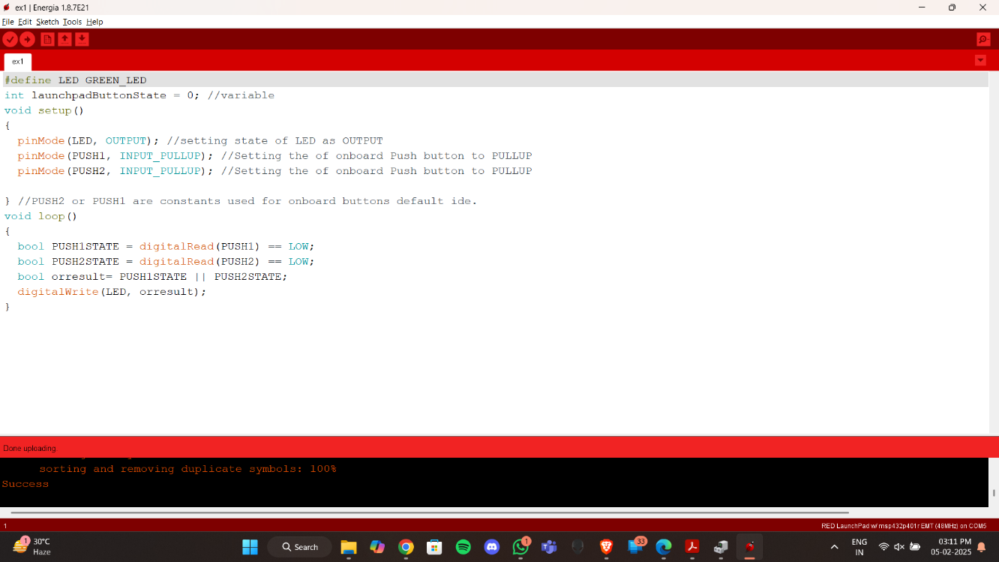 ex1 | Energia 1.8.7E21
File Edit Sketch Tools Help
ex1
#define LED GREEN_LED
int launchpadButtonState = 0; //variable
void setup()
{
  pinMode(LED, OUTPUT); //setting state of LED as OUTPUT
  pinMode(PUSH1, INPUT_PULLUP); //Setting the of onboard Push button to PULLUP
  pinMode(PUSH2, INPUT_PULLUP); //Setting the of onboard Push button to PULLUP
} //PUSH2 or PUSH1 are constants used for onboard buttons default ide.
void loop()
{
  bool PUSH1STATE = digitalRead(PUSH1) == LOW;
  bool PUSH2STATE = digitalRead(PUSH2) == LOW;
  bool orresult= PUSH1STATE || PUSH2STATE;
  digitalWrite(LED, orresult);
}
Done uploading.
sorting and removing duplicate symbols: 100%
Success
1
RED LaunchPad w/ msp432p401r EMT (48MHz) on COM5
1
30°C
Haze
Search
1
33
ENG
IN
03:11 PM
05-02-2025